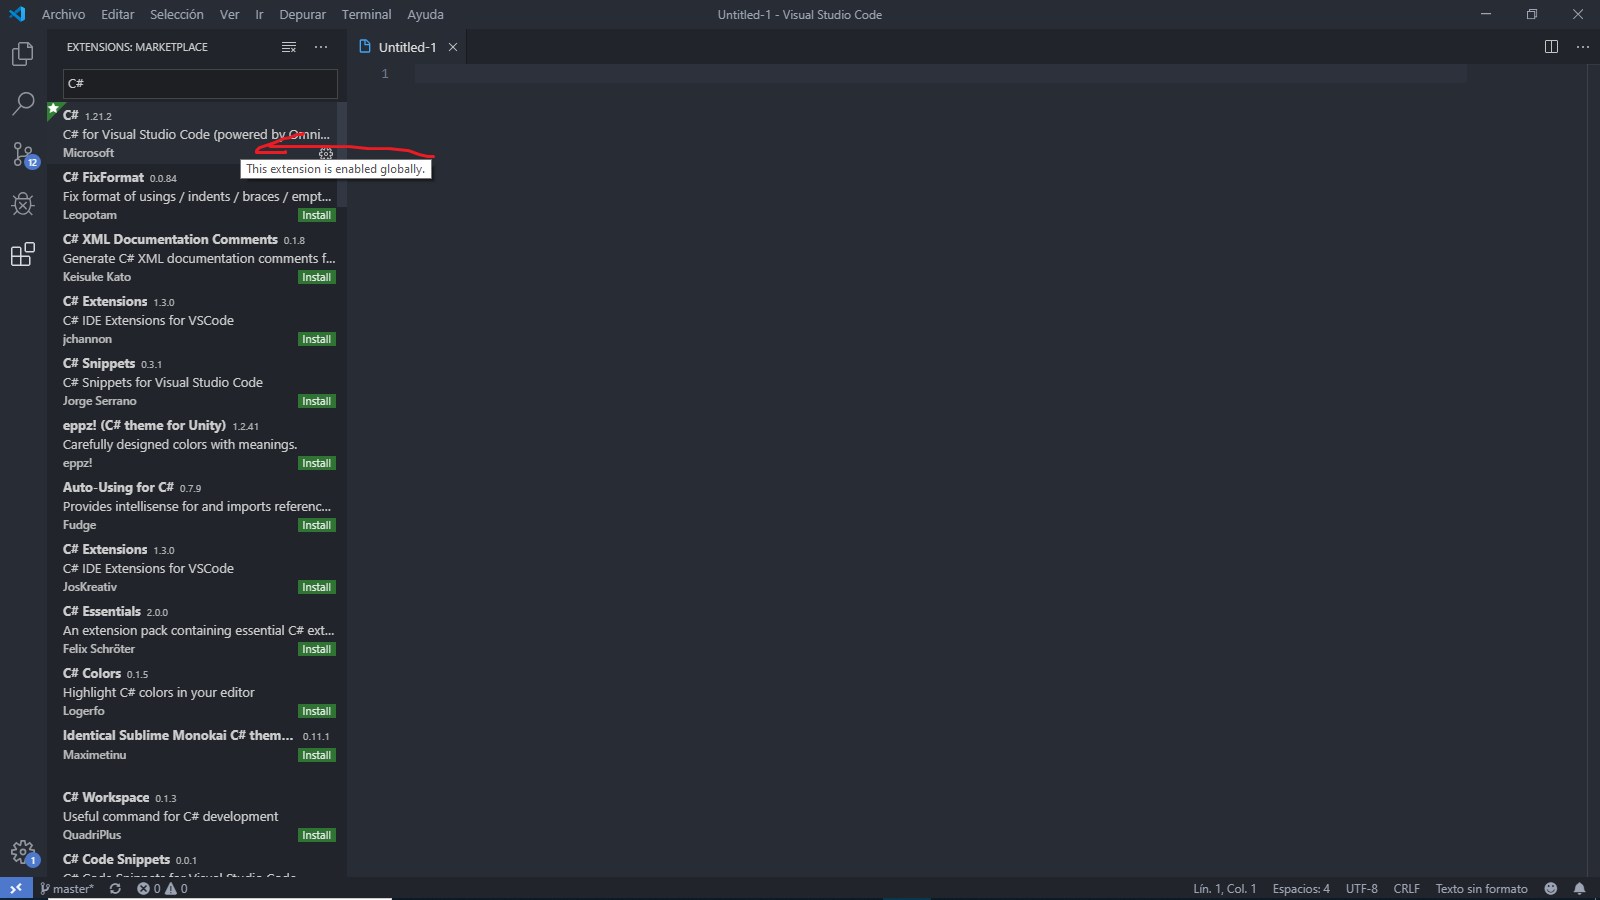 Archivo Editar Selección Ver Ir Depurar Terminal Ayuda
Untitled-1 - Visual Studio Code
EXTENSIONS: MARKETPLACE
Untitled-1
C#
1
C# 1.21.2
C# for Visual Studio Code (powered by Omni...
Microsoft
This extension is enabled globally.
C# FixFormat 0.0.84
Fix format of usings / indents / braces / empt...
Leopotam Install
C# XML Documentation Comments 0.1.8
Generate C# XML documentation comments f...
Keisuke Kato Install
C# Extensions 1.3.0
C# IDE Extensions for VSCode
jchannon Install
C# Snippets 0.3.1
C# Snippets for Visual Studio Code
Jorge Serrano Install
eppz! (C# theme for Unity) 1.2.41
Carefully designed colors with meanings.
eppz! Install
Auto-Using for C# 0.7.9
Provides intellisense for and imports referenc...
Fudge Install
C# Extensions 1.3.0
C# IDE Extensions for VSCode
JosKreativ Install
C# Essentials 2.0.0
An extension pack containing essential C# ext...
Felix Schröter Install
C# Colors 0.1.5
Highlight C# colors in your editor
Logerfo Install
Identical Sublime Monokai C# them... 0.11.1
Maximetinu Install
C# Workspace 0.1.3
Useful command for C# development
QuadriPlus Install
C# Code Snippets 0.0.1
C# Code Snippets for Visual Studio Code
12
1
master* 0 0
Lín. 1, Col. 1 Espacios: 4 UTF-8 CRLF Texto sin formato